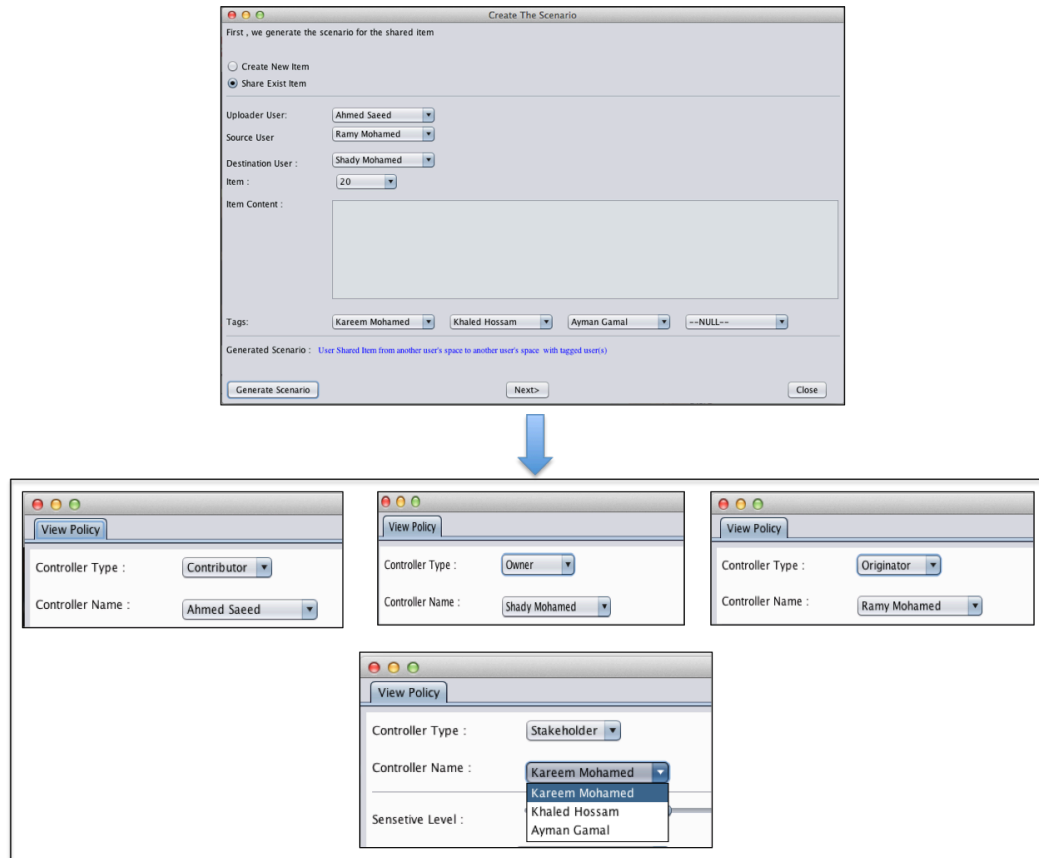 Create The Scenario
First , we generate the scenario for the shared item
Create New Item
Share Exist Item
Uploader User: Ahmed Saeed
Source User Ramy Mohamed
Destination User : Shady Mohamed
Item : 20
Item Content :
Tags: Kareem Mohamed Khaled Hossam Ayman Gamal --NULL--
Generated Scenario : User Shared Item from another user's space to another user's space with tagged user(s)
Generate Scenario Next> Close
View Policy
Controller Type : Contributor
Controller Name : Ahmed Saeed
View Policy
Controller Type : Owner
Controller Name : Shady Mohamed
View Policy
Controller Type : Originator
Controller Name : Ramy Mohamed
View Policy
Controller Type : Stakeholder
Controller Name : Kareem Mohamed
Kareem Mohamed
Khaled Hossam
Ayman Gamal
Sensetive Level :